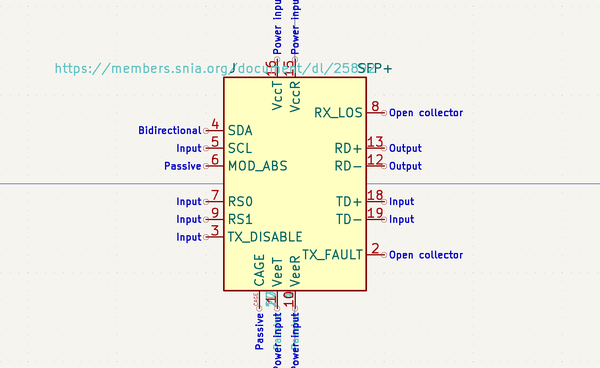 Power input
Power input
https://members.snia.org/document/dl/25892
J
SFP+
16
15
VccT
VccR
RX_LOS
8
Open collector
Bidirectional
4
SDA
Input
5
SCL
RD+
13
Output
Passive
6
MOD_ABS
RD-
12
Output
Input
7
RS0
TD+
18
Input
Input
9
RS1
TD-
19
Input
Input
3
TX_DISABLE
TX_FAULT
2
Open collector
CAGE
VeeT
VeeR
CAGE
1
10
Passive
Power input
Power input